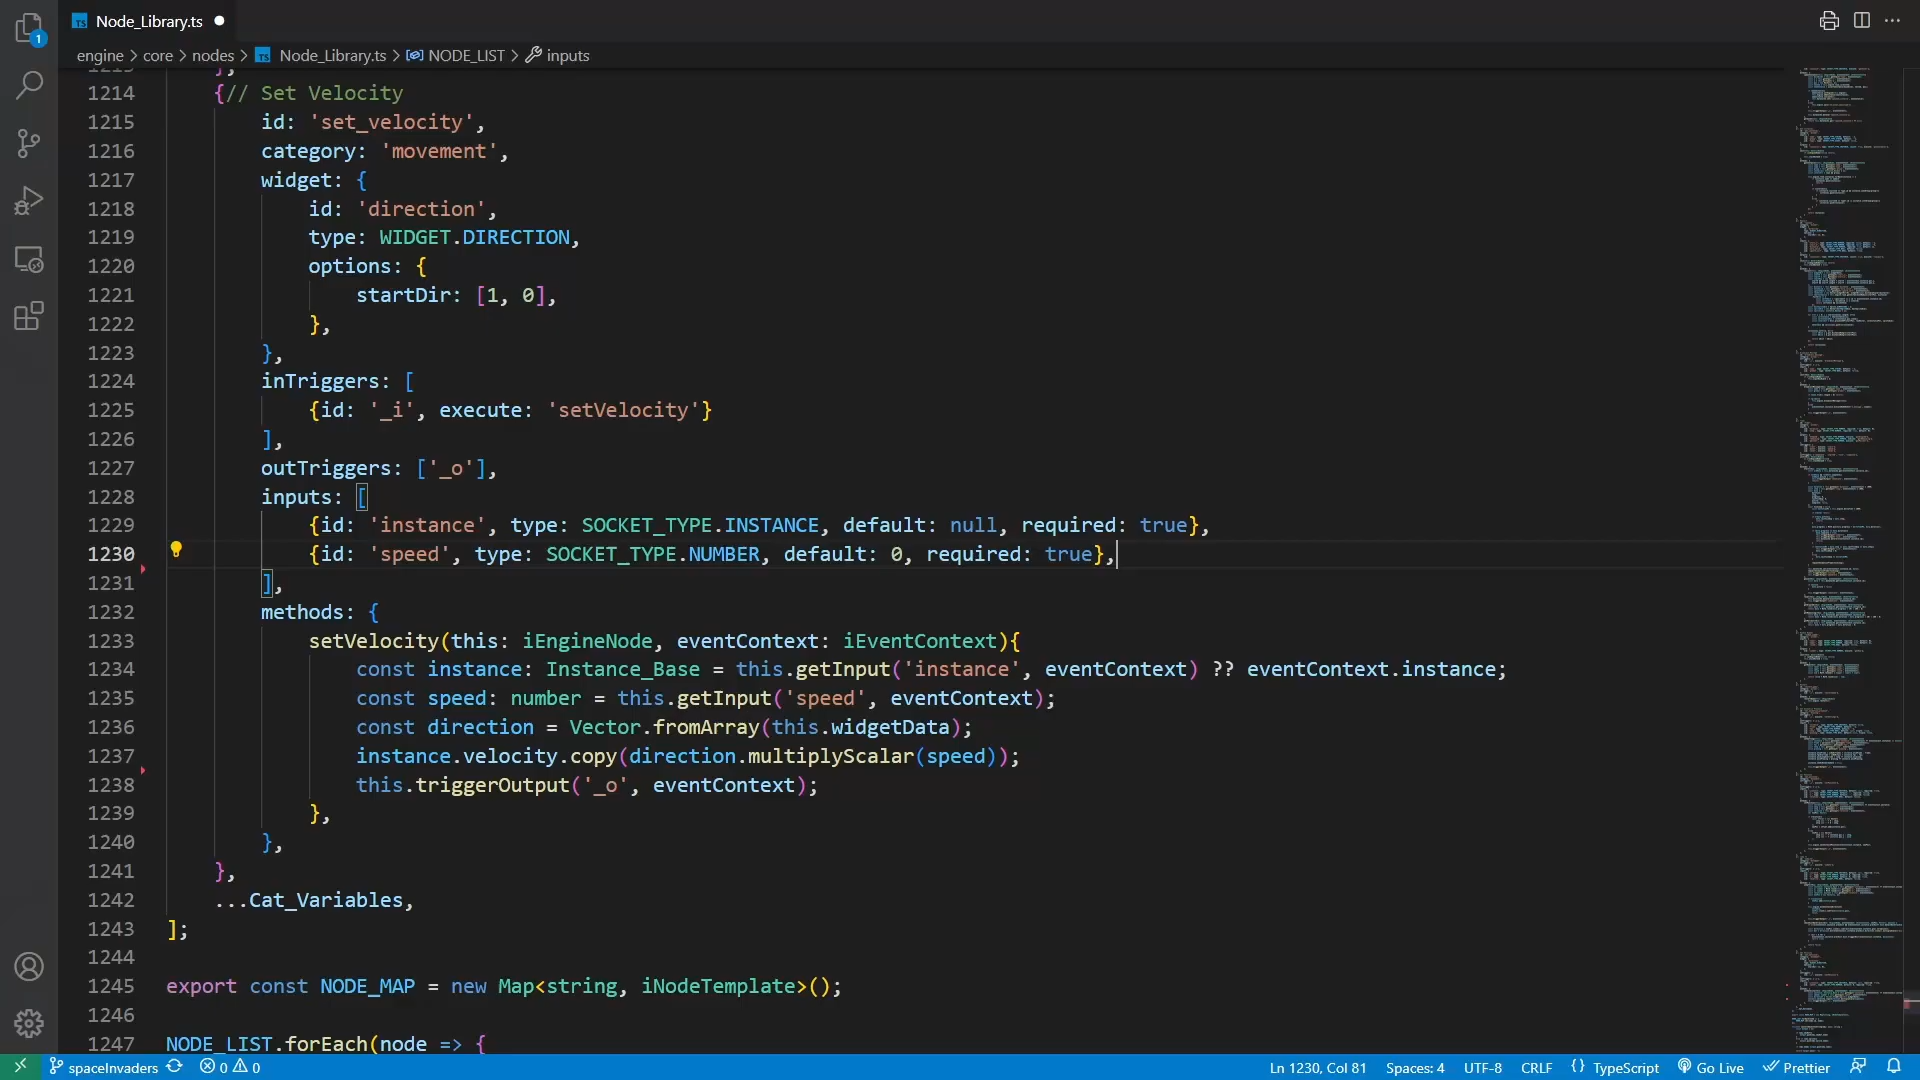 Node_Library.ts
1
engine > core > nodes > Node_Library.ts > NODE_LIST > inputs
1214 {// Set Velocity
1215 id: 'set_velocity',
1216 category: 'movement',
1217 widget: {
1218 id: 'direction',
1219 type: WIDGET.DIRECTION,
1220 options: {
1221 startDir: [1, 0],
1222 },
1223 },
1224 inTriggers: [
1225 {id: '_i', execute: 'setVelocity'}
1226 ],
1227 outTriggers: ['_o'],
1228 inputs: [
1229 {id: 'instance', type: SOCKET_TYPE.INSTANCE, default: null, required: true},
1230 {id: 'speed', type: SOCKET_TYPE.NUMBER, default: 0, required: true},
1231 ],
1232 methods: {
1233 setVelocity(this: iEngineNode, eventContext: iEventContext){
1234 const instance: Instance_Base = this.getInput('instance', eventContext) ?? eventContext.instance;
1235 const speed: number = this.getInput('speed', eventContext);
1236 const direction = Vector.fromArray(this.widgetData);
1237 instance.velocity.copy(direction.multiplyScalar(speed));
1238 this.triggerOutput('_o', eventContext);
1239 },
1240 },
1241 },
1242 ...Cat_Variables,
1243 ];
1244
1245 export const NODE_MAP = new Map<string, iNodeTemplate>();
1246
1247 NODE_LIST.forEach(node => {
spaceInvaders 0 0 Ln 1230, Col 81 Spaces: 4 UTF-8 CRLF {} TypeScript Go Live Prettier